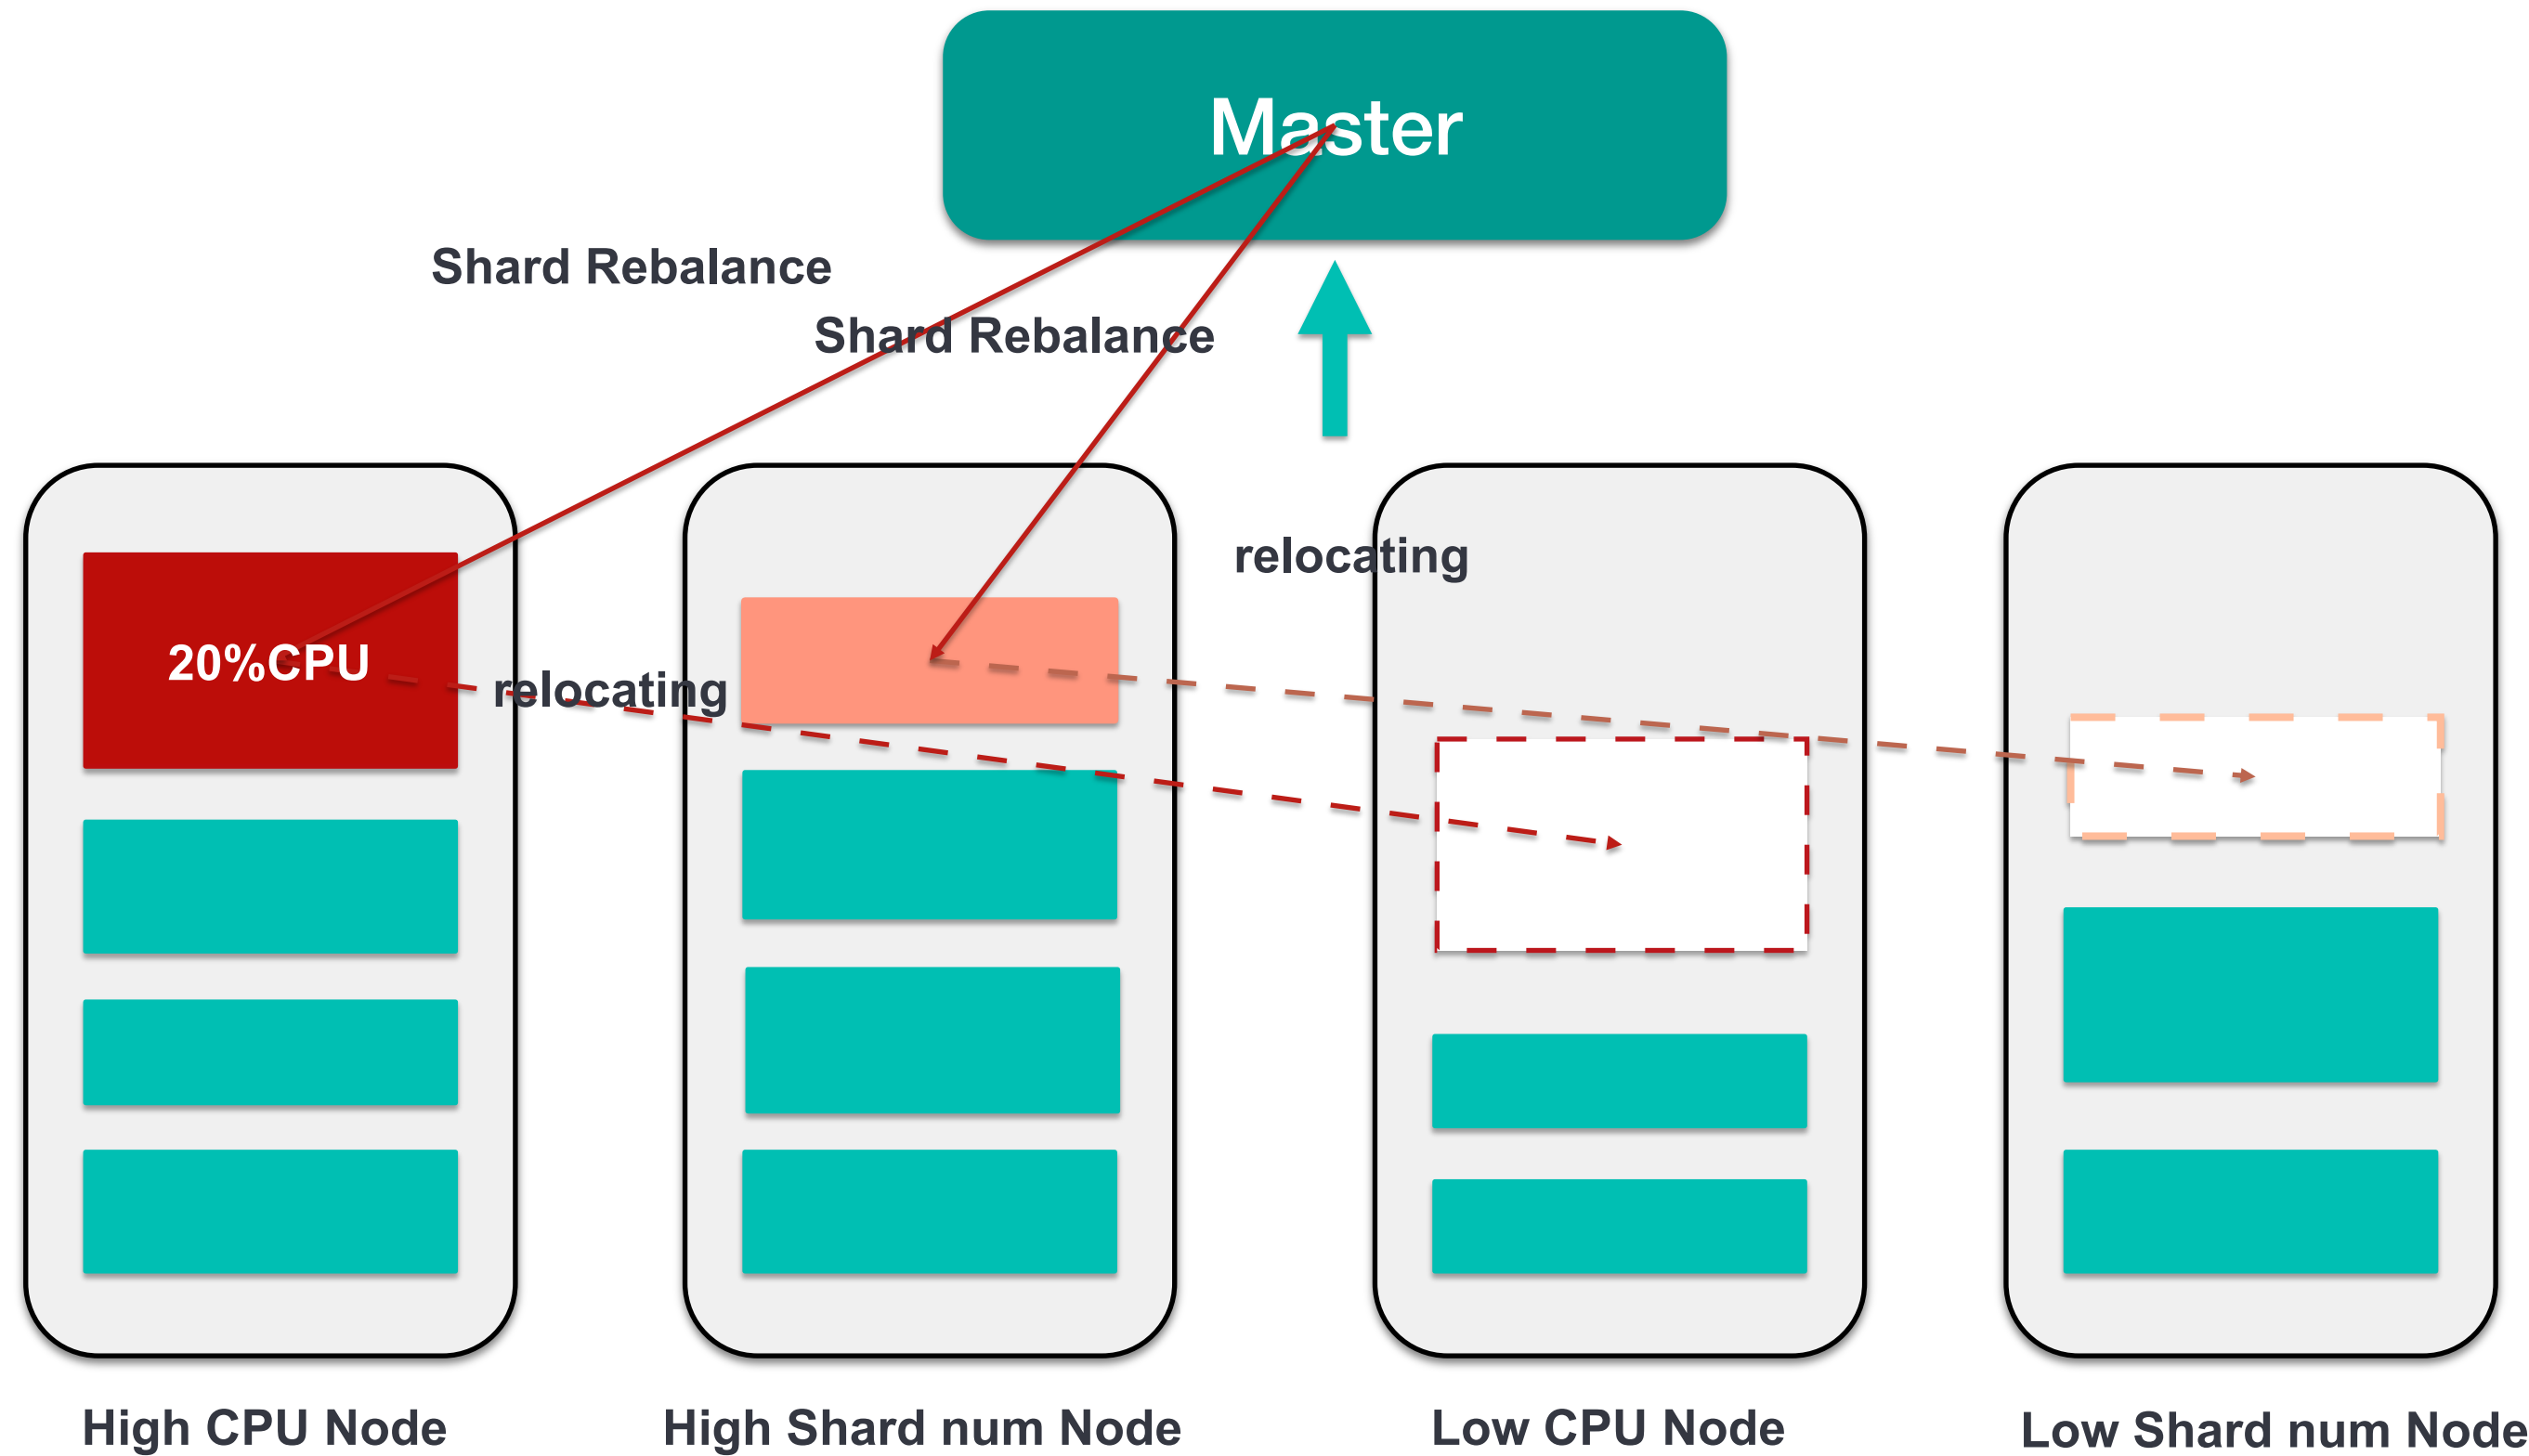 Master
Shard Rebalance
Shard Rebalance
relocating
20%CPU
relocating
High CPU Node
High Shard num Node
Low CPU Node
Low Shard num Node